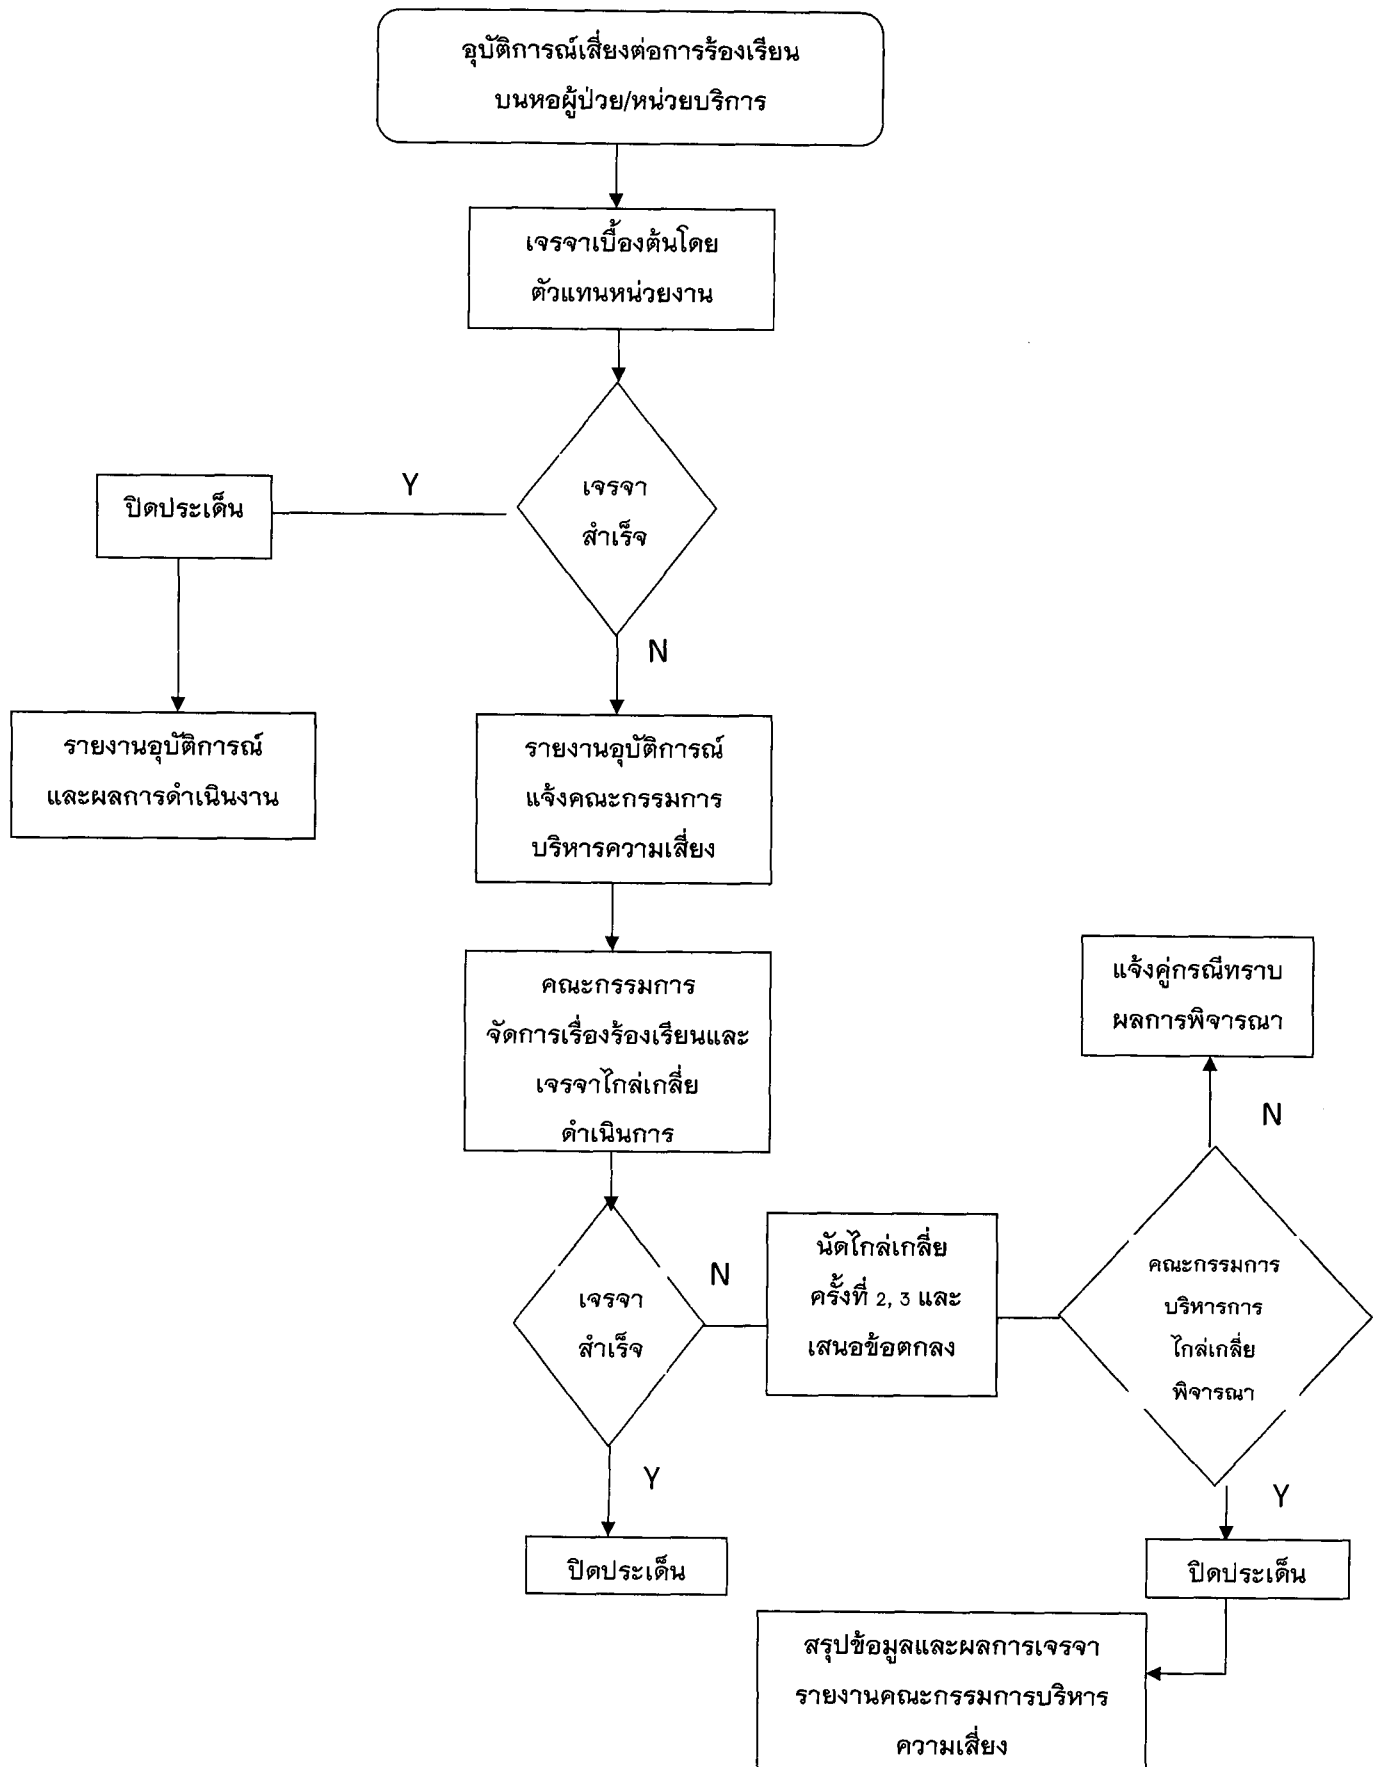 อุบัติการณ์เสี่ยงต่อการร้องเรียน
บนหอผู้ป่วย/หน่วยบริการ
เจรจาเบื้องต้นโดย
ตัวแทนหน่วยงาน
เจรจา
สำเร็จ
Y
ปิดประเด็น
N
รายงานอุบัติการณ์
และผลการดำเนินงาน
รายงานอุบัติการณ์
แจ้งคณะกรรมการ
บริหารความเสี่ยง
คณะกรรมการ
จัดการเรื่องร้องเรียนและ
เจรจาไกล่เกลี่ย
ดำเนินการ
เจรจา
สำเร็จ
N
นัดไกล่เกลี่ย
ครั้งที่ 2, 3 และ
เสนอข้อตกลง
คณะกรรมการ
บริหารการ
ไกล่เกลี่ย
พิจารณา
N
แจ้งคู่กรณีทราบ
ผลการพิจารณา
Y
ปิดประเด็น
Y
ปิดประเด็น
สรุปข้อมูลและผลการเจรจา
รายงานคณะกรรมการบริหาร
ความเสี่ยง